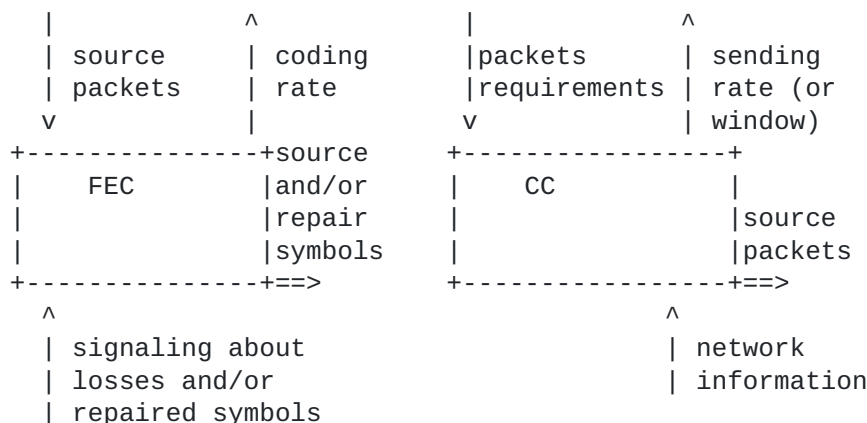 |            ^             |             ^
  | source     | coding      |packets      | sending
  | packets    | rate        |requirements | rate (or
  v            |             v             | window)
+---------------+source     +-----------------+
|    FEC        |and/or     |    CC           |
|               |repair     |                 |source
|               |symbols    |                 |packets
+---------------+==>        +-----------------+==>
  ^                                       ^
  | signaling about                       | network
  | losses and/or                         | information
  | repaired symbols